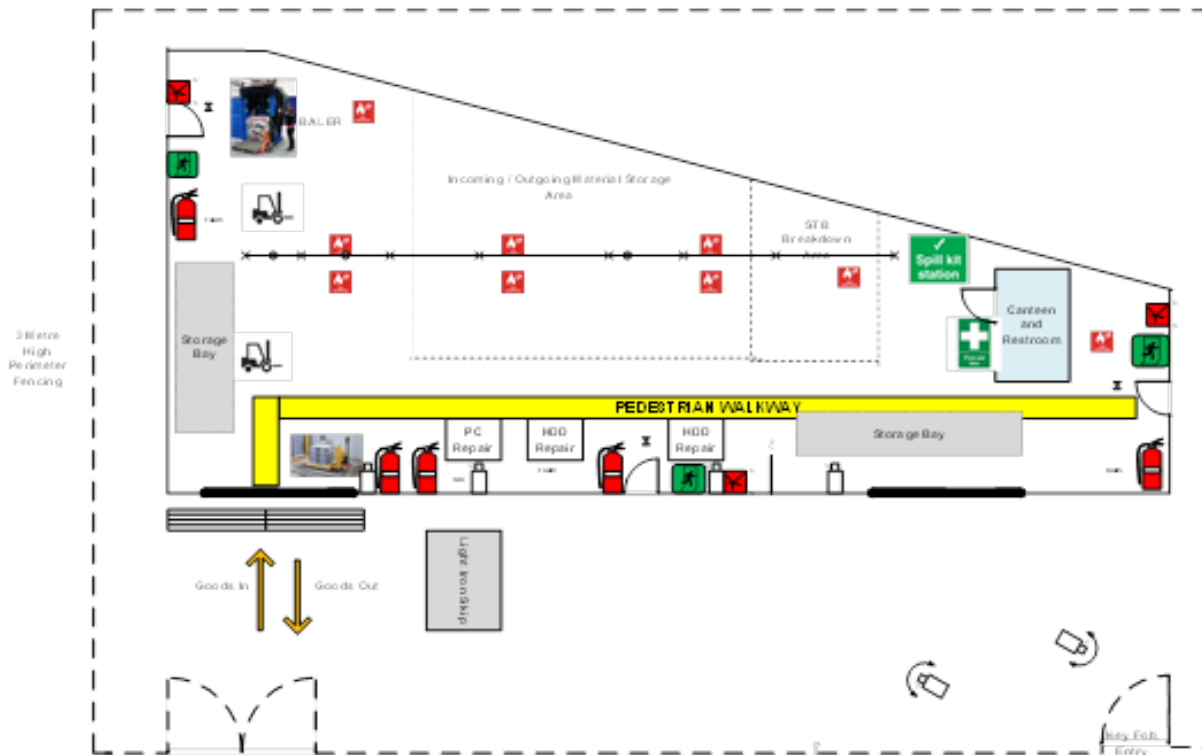 BALER
Incoming / Outgoing Material Storage
Area
STB
Breakdown
Area
Spill kit
station
Canteen
and
Restroom
3 Metre
High
Perimeter
Fencing
Storage
Bay
PEDESTRIAN WALKWAY
PC
Repair
HDD
Repair
HDD
Repair
Storage Bay
Light Iron Skip
Goods In
Goods Out
Key Fob
Entry